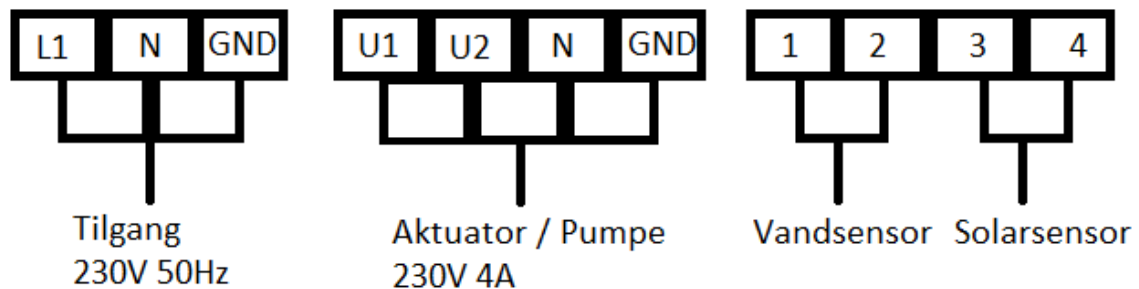 L1 N GND U1 U2 N GND 1 2 3 4
Tilgang
230V 50Hz
Aktuator / Pumpe
230V 4A
Vandsensor Solarsensor